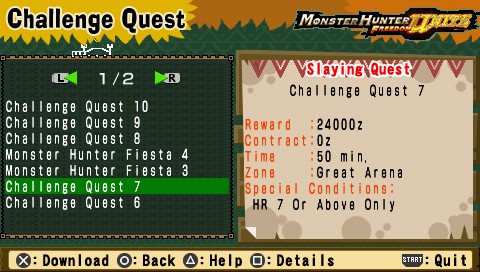 Challenge Quest
MONSTER HUNTER
FREEDOM UNITE
L 1/2 R
Challenge Quest 10
Challenge Quest 9
Challenge Quest 8
Monster Hunter Fiesta 4
Monster Hunter Fiesta 3
Challenge Quest 7
Challenge Quest 6
Slaying Quest
Challenge Quest 7
Reward :24000z
Contract:0z
Time :50 min.
Zone :Great Arena
Special Conditions:
HR 7 Or Above Only
: Download : Back : Help : Details START: Quit